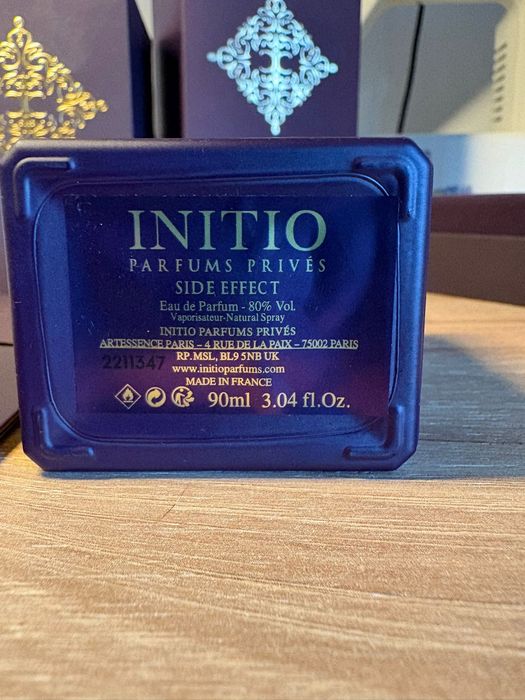 INITIO
PARFUMS PRIVÉS
SIDE EFFECT
Eau de Parfum - 80% Vol.
Vaporisateur-Natural Spray
INITIO PARFUMS PRIVÉS
ARTESSENCE PARIS – 4 RUE DE LA PAIX – 75002 PARIS
RP. MSL, BL9 5NB UK
2211347
www.initioparfums.com
MADE IN FRANCE
90ml 3.04 fl.Oz.